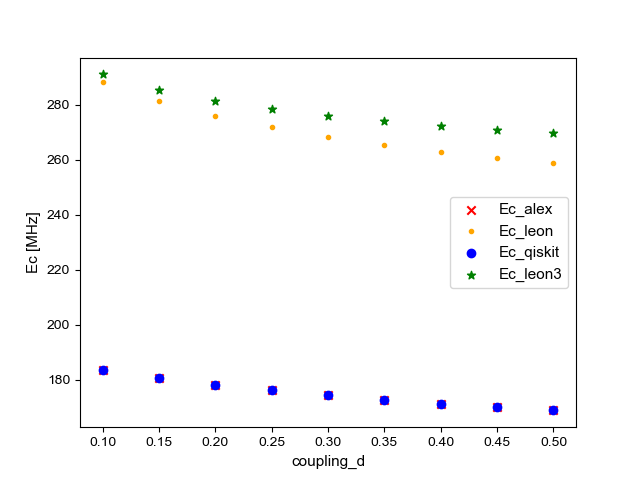 280
260
240
220
200
180
Ec [MHz]
Ec_alex
Ec_leon
Ec_qiskit
Ec_leon3
0.10 0.15 0.20 0.25 0.30 0.35 0.40 0.45 0.50
coupling_d